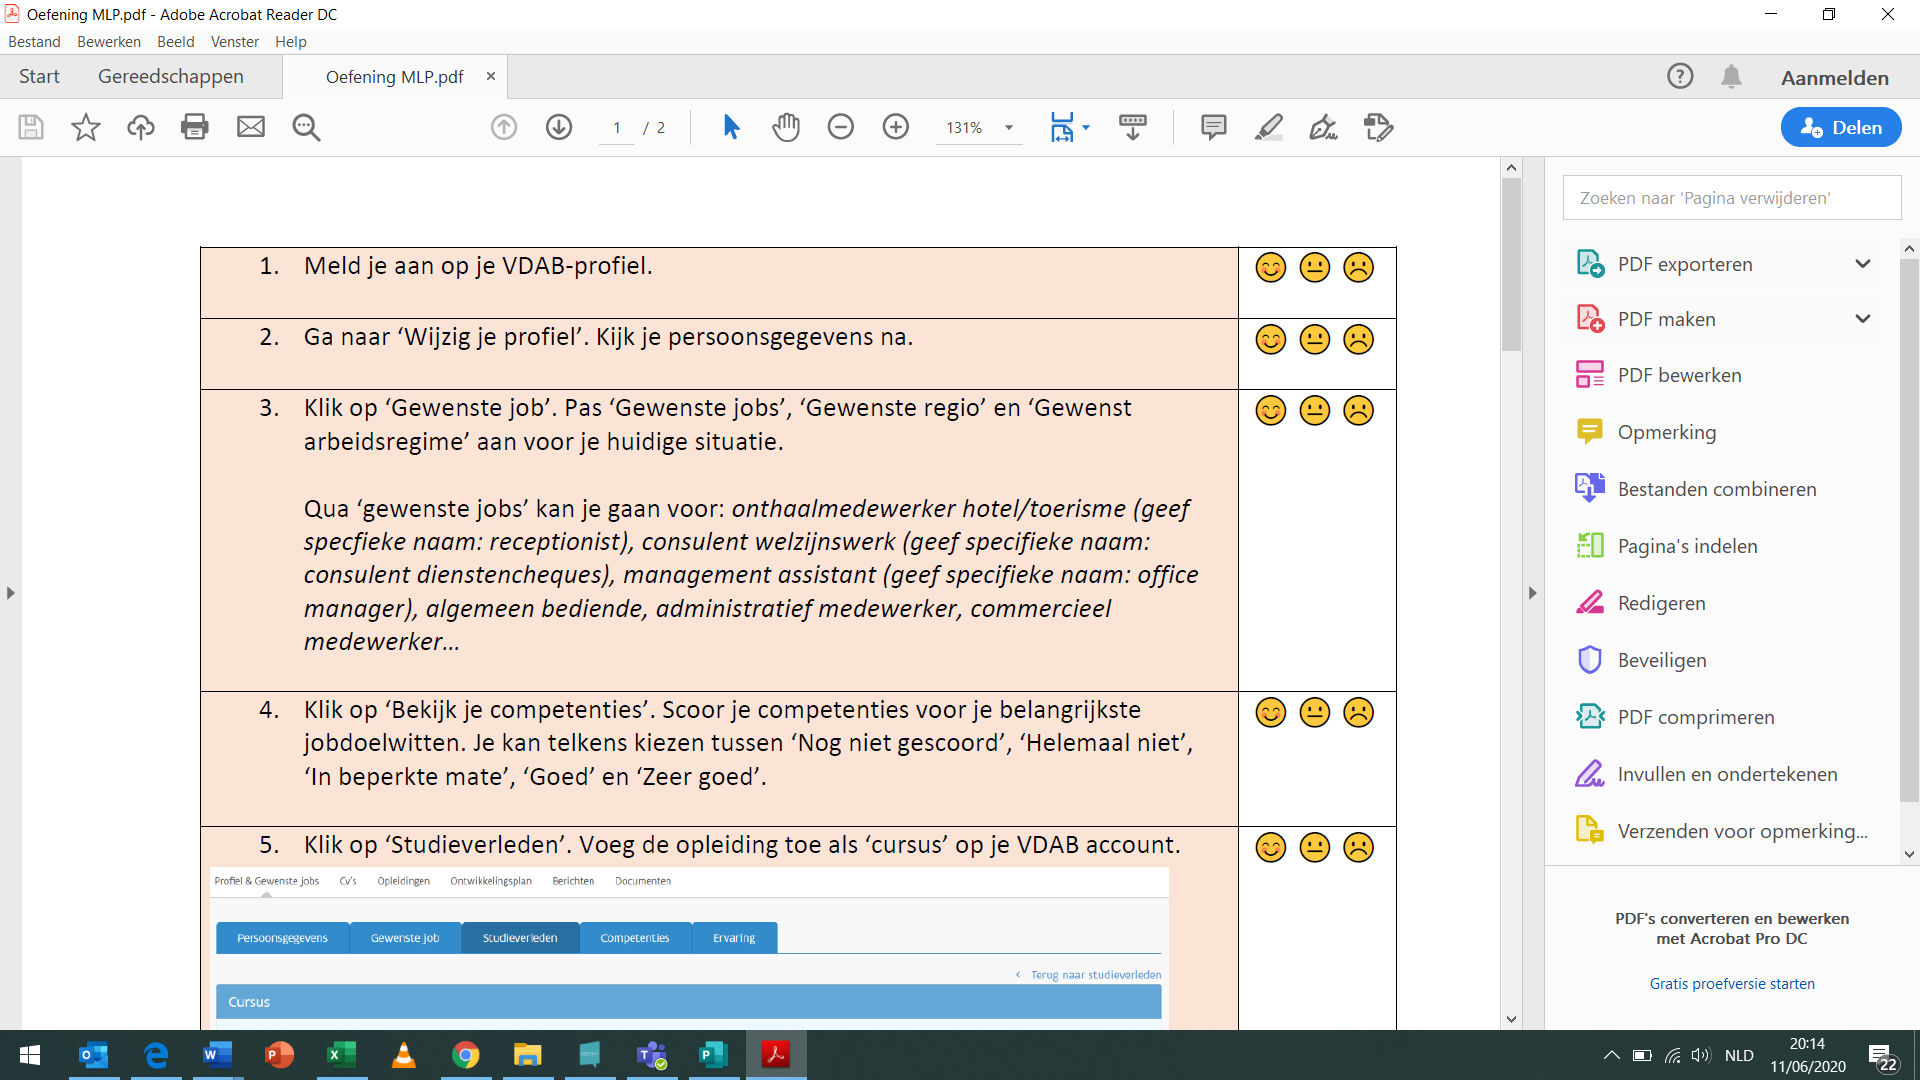 Oefening MLP.pdf - Adobe Acrobat Reader DC
Bestand Bewerken Beeld Venster Help
Start Gereedschappen Oefening MLP.pdf × Aanmelden
1 / 2 131% Delen
Zoeken naar 'Pagina verwijderen'
1. Meld je aan op je VDAB-profiel.
2. Ga naar ‘Wijzig je profiel’. Kijk je persoonsgegevens na.
3. Klik op ‘Gewenste job’. Pas ‘Gewenste jobs’, ‘Gewenste regio’ en ‘Gewenst
arbeidsregime’ aan voor je huidige situatie.
Qua ‘gewenste jobs’ kan je gaan voor: onthaalmedewerker hotel/toerisme (geef
specfieke naam: receptionist), consulent welzijnswerk (geef specifieke naam:
consulent dienstencheques), management assistant (geef specifieke naam: office
manager), algemeen bediende, administratief medewerker, commercieel
medewerker...
4. Klik op ‘Bekijk je competenties’. Scoor je competenties voor je belangrijkste
jobdoelwitten. Je kan telkens kiezen tussen ‘Nog niet gescoord’, ‘Helemaal niet’,
‘In beperkte mate’, ‘Goed’ en ‘Zeer goed’.
5. Klik op ‘Studieverleden’. Voeg de opleiding toe als ‘cursus’ op je VDAB account.
Profiel & Gewenste jobs Cv's Opleidingen Ontwikkelingsplan Berichten Documenten
Persoonsgegevens Gewenste job Studieverleden Competenties Ervaring
< Terug naar studieverleden
Cursus
PDF exporteren
PDF maken
PDF bewerken
Opmerking
Bestanden combineren
Pagina's indelen
Redigeren
Beveiligen
PDF comprimeren
Invullen en ondertekenen
Verzenden voor opmerking...
PDF's converteren en bewerken
met Acrobat Pro DC
Gratis proefversie starten
NLD
20:14
11/06/2020
22